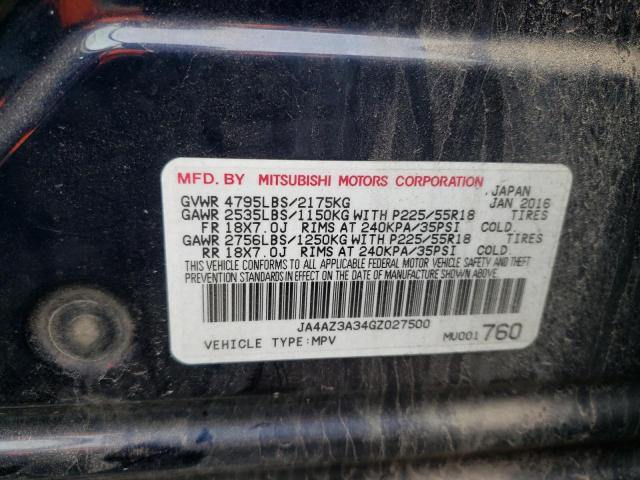 MFD. BY MITSUBISHI MOTORS CORPORATION, JAPAN
GVWR 4795LBS/2175KG JAN 2016
GAWR 2535LBS/1150KG WITH P225/55R18 TIRES
FR 18X7.0J RIMS AT 240KPA/35PSI COLD.
GAWR 2756LBS/1250KG WITH P225/55R18 TIRES
RR 18X7.0J RIMS AT 240KPA/35PSI COLD.
THIS VEHICLE CONFORMS TO ALL APPLICABLE FEDERAL MOTOR VEHICLE SAFETY AND THEFT
PREVENTION STANDARDS IN EFFECT ON THE DATE OF MANUFACTURE SHOWN ABOVE.
JA4AZ3A34GZ027500
VEHICLE TYPE:MPV MU001760